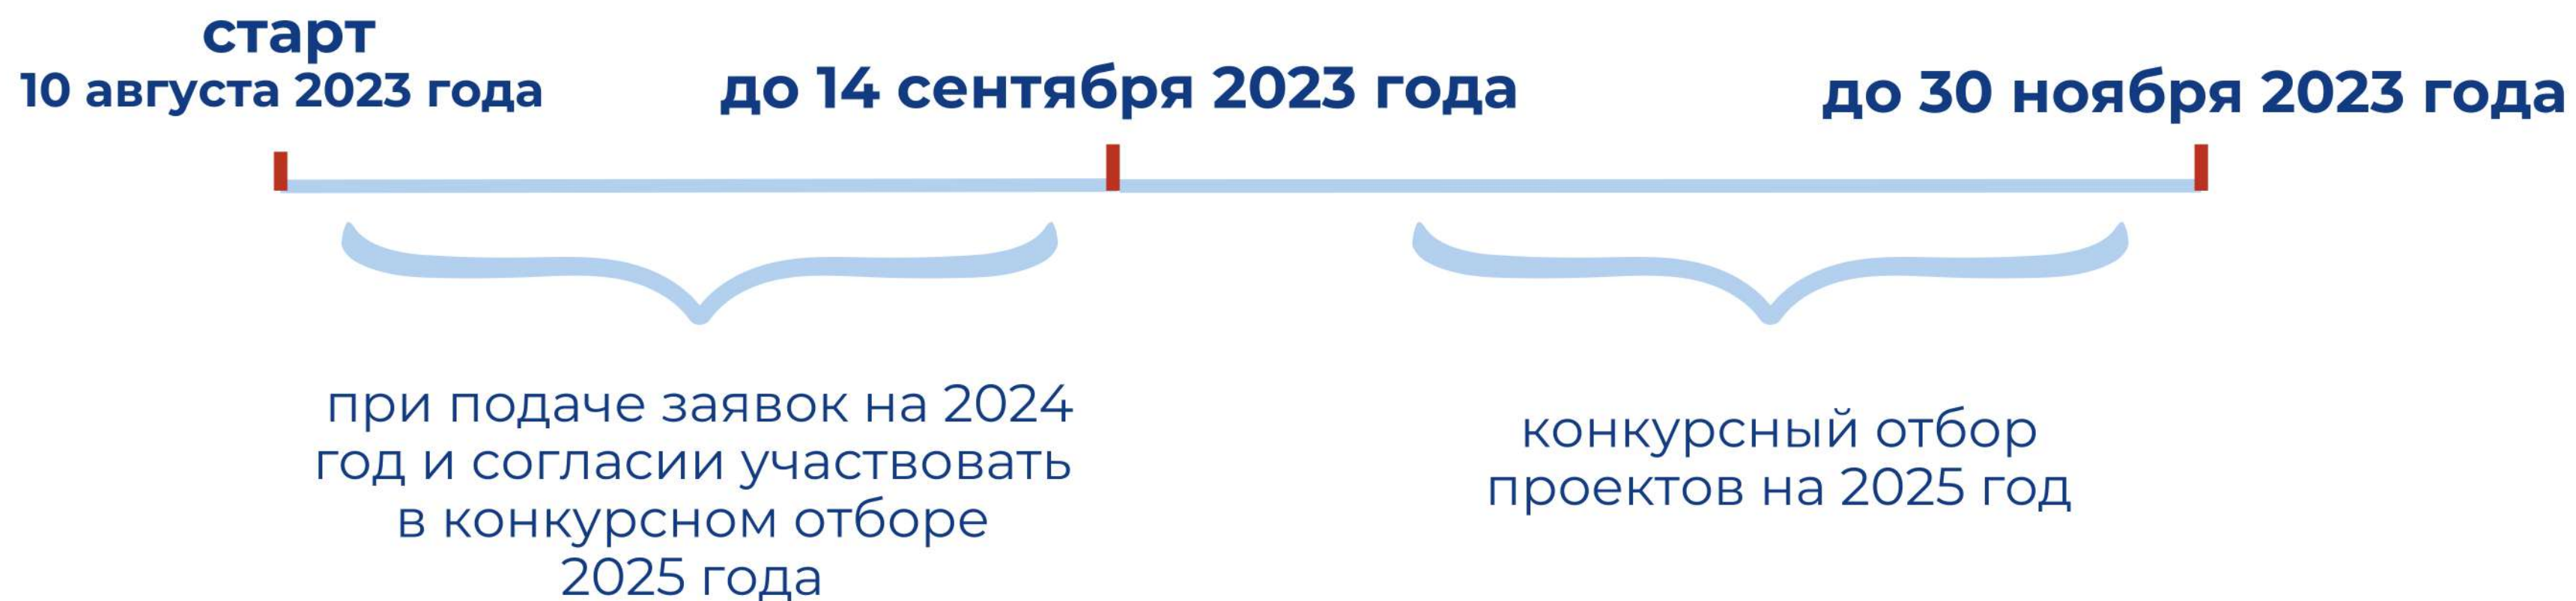 старт
10 августа 2023 года
до 14 сентября 2023 года
до 30 ноября 2023 года
при подаче заявок на 2024
год и согласии участвовать
в конкурсном отборе
2025 года
конкурсный отбор
проектов на 2025 год